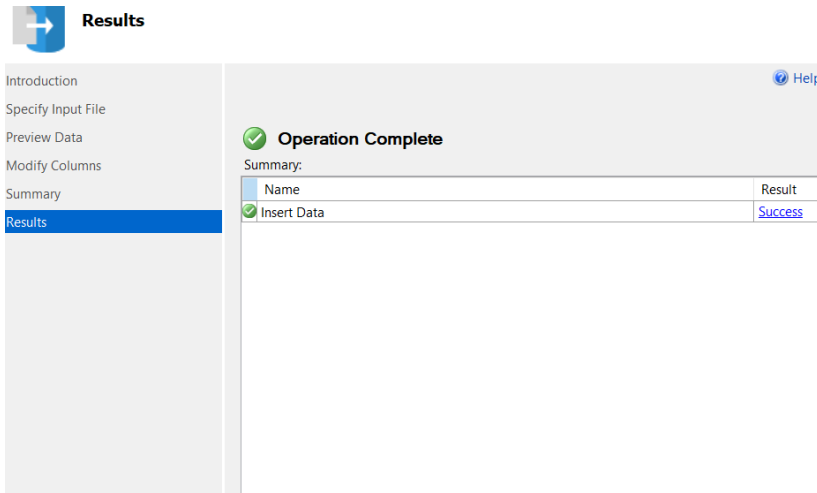 Results
Introduction
Specify Input File
Preview Data
Modify Columns
Summary
Results
Help
Operation Complete
Summary:
Name Result
Insert Data Success